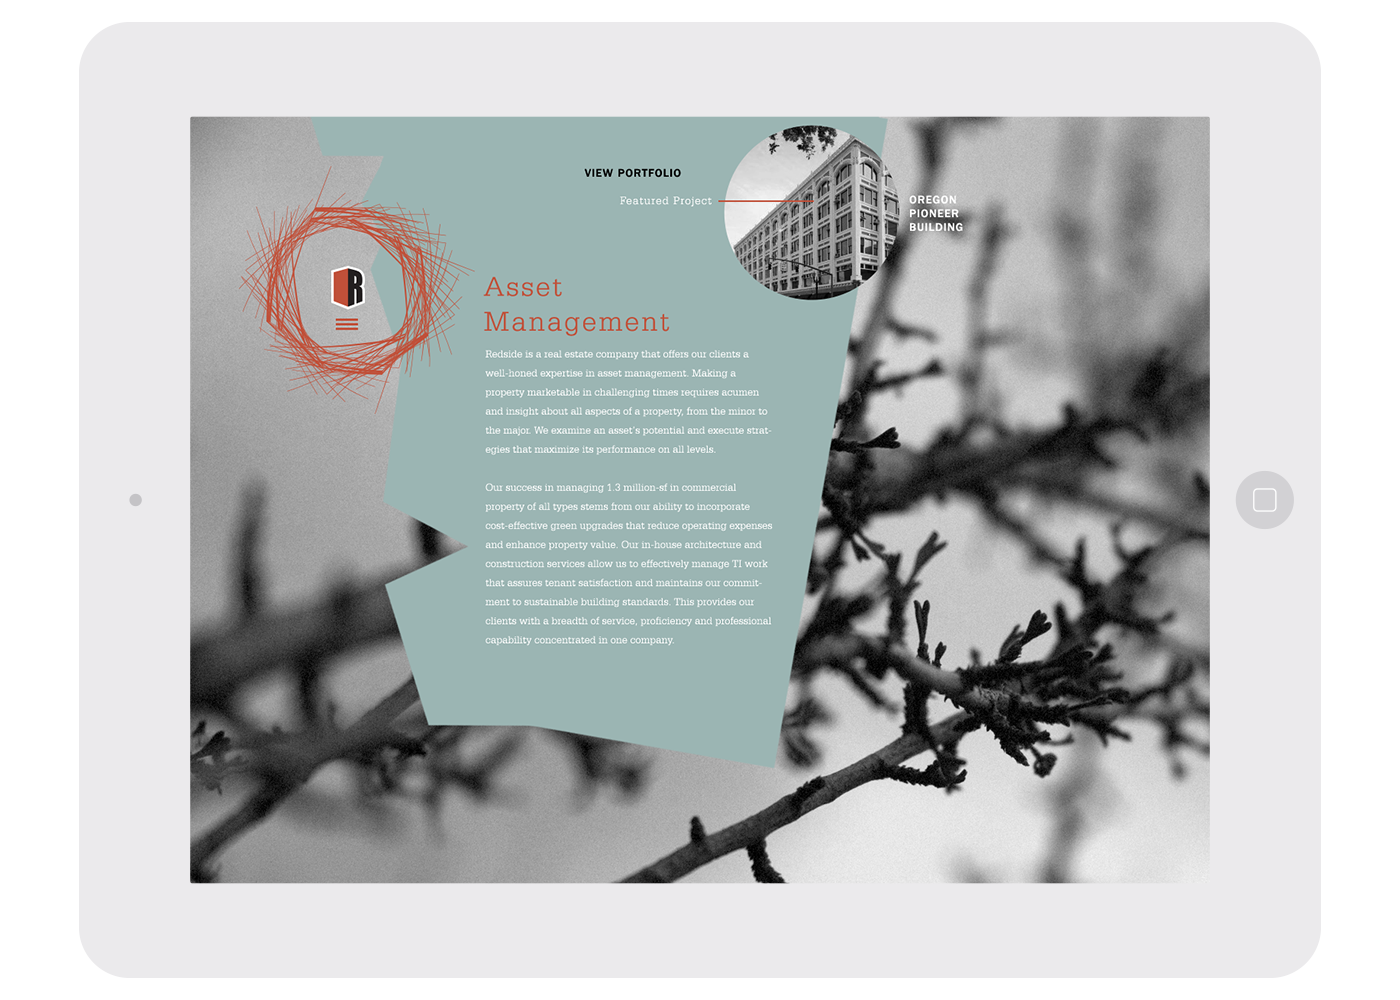 VIEW PORTFOLIO
Featured Project
OREGON
PIONEER
BUILDING
R
Asset
Management
Redside is a real estate company that offers our clients a
well-honed expertise in asset management. Making a
property marketable in challenging times requires acumen
and insight about all aspects of a property, from the minor to
the major. We examine an asset's potential and execute strat-
egies that maximize its performance on all levels.
Our success in managing 1.3 million-sf in commercial
property of all types stems from our ability to incorporate
cost-effective green upgrades that reduce operating expenses
and enhance property value. Our in-house architecture and
construction services allow us to effectively manage TI work
that assures tenant satisfaction and maintains our commit-
ment to sustainable building standards. This provides our
clients with a breadth of service, proficiency and professional
capability concentrated in one company.